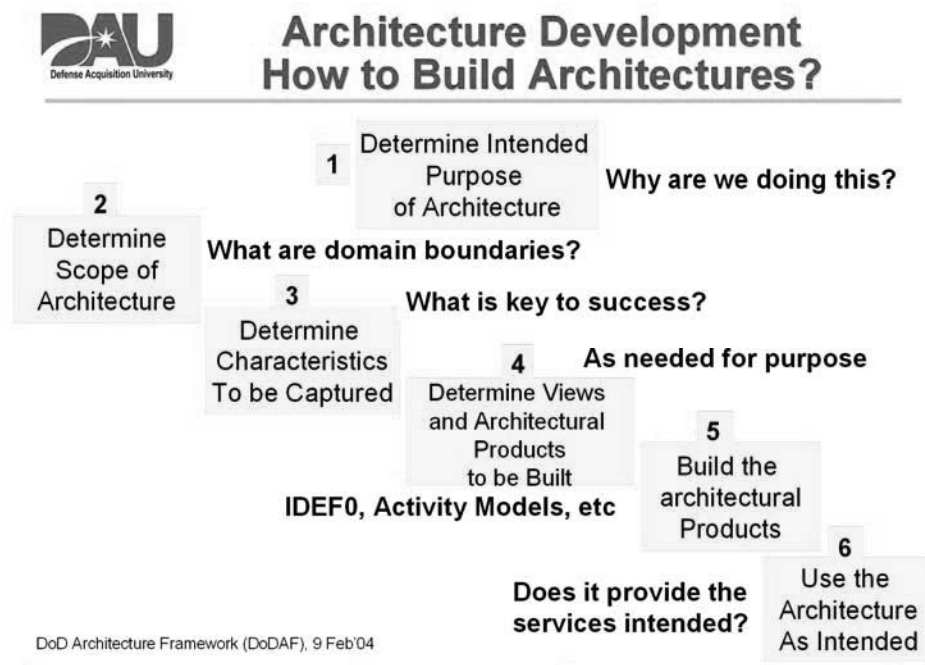 DAU
Defense Acquisition University
Architecture Development
How to Build Architectures?
1
Determine Intended
Purpose
of Architecture
Why are we doing this?
2
Determine
Scope of
Architecture
What are domain boundaries?
3
Determine
Characteristics
To be Captured
What is key to success?
4
Determine Views
and Architectural
Products
to be Built
As needed for purpose
IDEF0, Activity Models, etc
5
Build the
architectural
Products
6
Use the
Architecture
As Intended
Does it provide the
services intended?
DoD Architecture Framework (DoDAF), 9 Feb'04